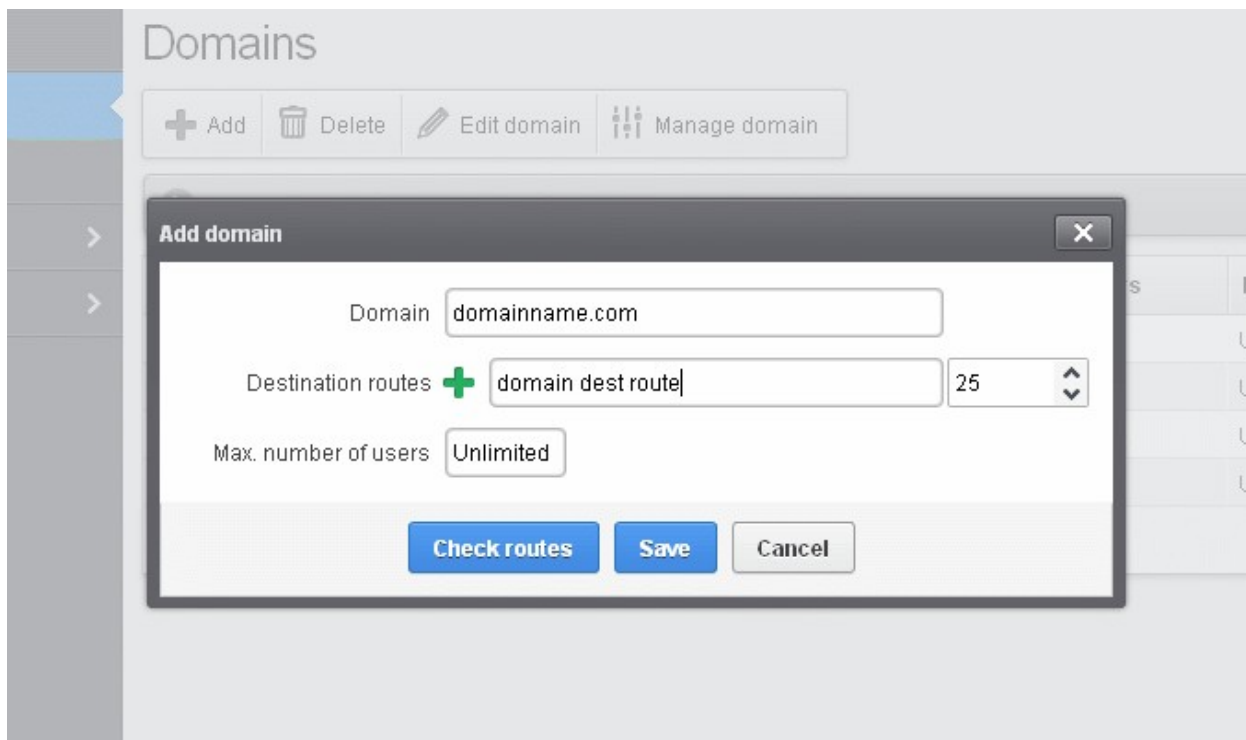 Domains
Add Delete Edit domain Manage domain
Add domain
Domain domainname.com
Destination routes domain dest route 25
Max. number of users Unlimited
Check routes Save Cancel